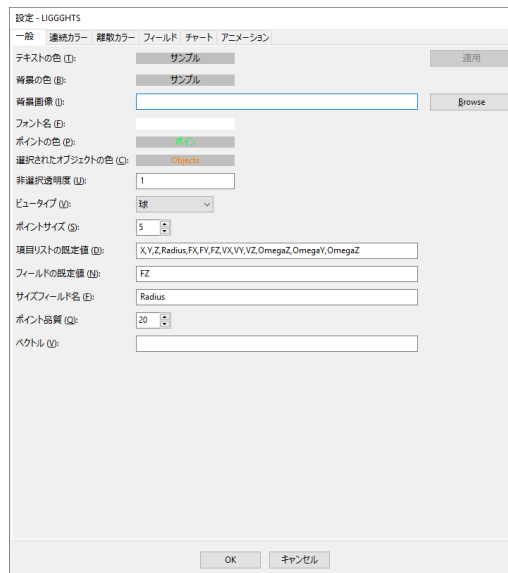 設定 - LIGGGHTS
一般 連続カラー 離散カラー フィールド チャート アニメーション
テキストの色 (T): サンプル 適用
背景の色 (B): サンプル
背景画像 (I): Browse
フォント名 (F):
ポイントの色 (P): ポイン
選択されたオブジェクトの色 (C): Objects
非選択透明度 (U): 1
ビュータイプ (V): 球
ポイントサイズ (S): 5
項目リストの既定値 (D): X,Y,Z,Radius,FX,FY,FZ,VX,VY,VZ,OmegaZ,OmegaY,OmegaZ
フィールドの既定値 (N): FZ
サイズフィールド名 (F): Radius
ポイント品質 (Q): 20
ベクトル (V):
OK キャンセル